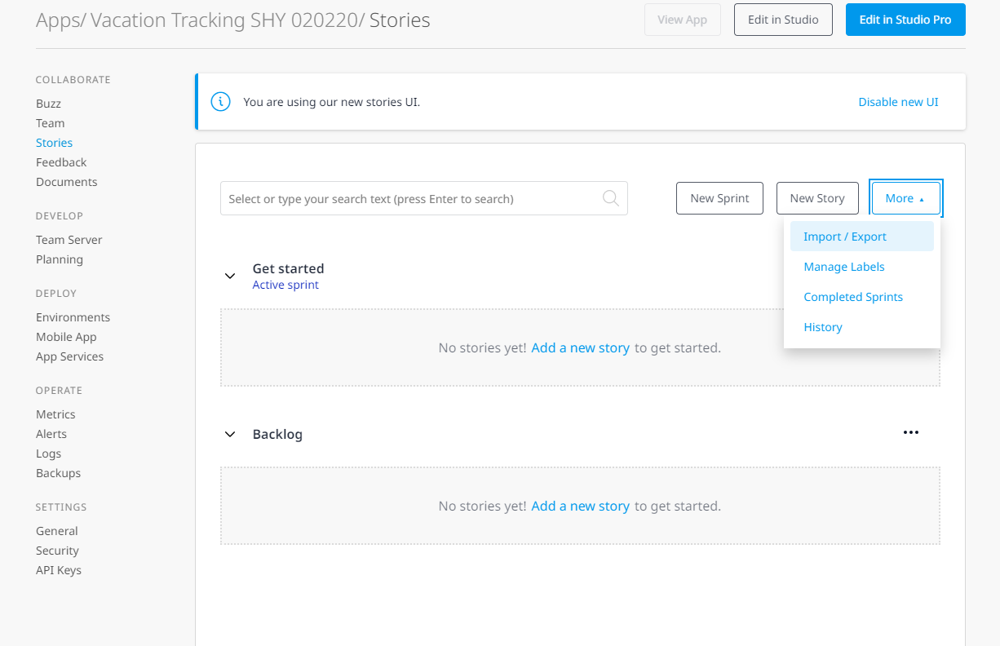 Apps/ Vacation Tracking SHY 020220/ Stories
View App
Edit in Studio
Edit in Studio Pro
COLLABORATE
Buzz
Team
Stories
Feedback
Documents
DEVELOP
Team Server
Planning
DEPLOY
Environments
Mobile App
App Services
OPERATE
Metrics
Alerts
Logs
Backups
SETTINGS
General
Security
API Keys
You are using our new stories UI.
Disable new UI
Select or type your search text (press Enter to search)
New Sprint
New Story
More
Import / Export
Manage Labels
Completed Sprints
History
Get started
Active sprint
No stories yet! Add a new story to get started.
Backlog
No stories yet! Add a new story to get started.